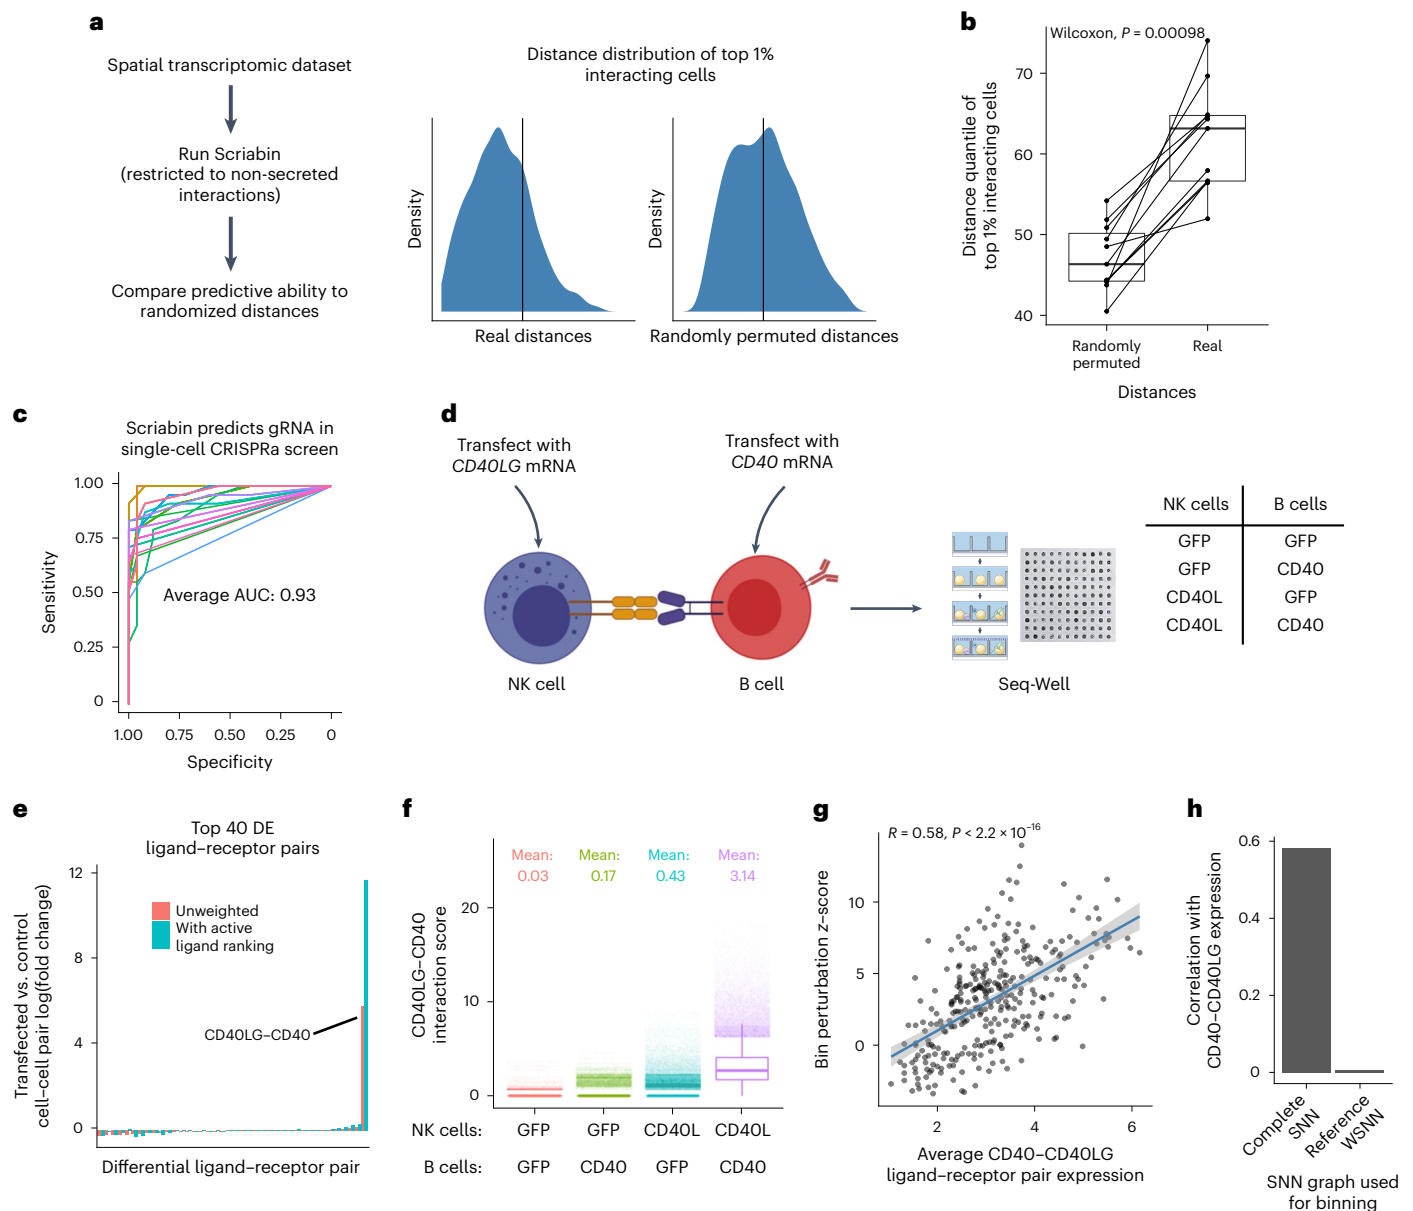 a
Spatial transcriptomic dataset
Run Scriabin
(restricted to non-secreted
interactions)
Compare predictive ability to
randomized distances
Distance distribution of top 1%
interacting cells
Density
Real distances
Density
Randomly permuted distances
b
Wilcoxon, P = 0.00098
Distance quantile of
top 1% interacting cells
70
60
50
40
Randomly
permuted
Real
Distances
c
Scriabin predicts gRNA in
single-cell CRISPRa screen
Sensitivity
1.00
0.75
0.50
0.25
0
Average AUC: 0.93
1.00 0.75 0.50 0.25 0
Specificity
d
Transfect with
CD40LG mRNA
Transfect with
CD40 mRNA
NK cell
B cell
Seq-Well
NK cells B cells
GFP GFP
GFP CD40
CD40L GFP
CD40L CD40
e
Top 40 DE
ligand–receptor pairs
Transfected vs. control
cell–cell pair log(fold change)
12
8
4
0
Unweighted
With active
ligand ranking
CD40LG–CD40
Differential ligand–receptor pair
f
CD40LG–CD40
interaction score
Mean: Mean: Mean: Mean:
0.03 0.17 0.43 3.14
20
10
0
NK cells: GFP GFP CD40L CD40L
B cells: GFP CD40 GFP CD40
g
R = 0.58, P < 2.2 × 10⁻¹⁶
Bin perturbation z-score
10
5
0
2 4 6
Average CD40–CD40LG
ligand–receptor pair expression
h
Correlation with
CD40–CD40LG expression
0.6
0.4
0.2
0
Complete
SNN
Reference
WSNN
SNN graph used
for binning